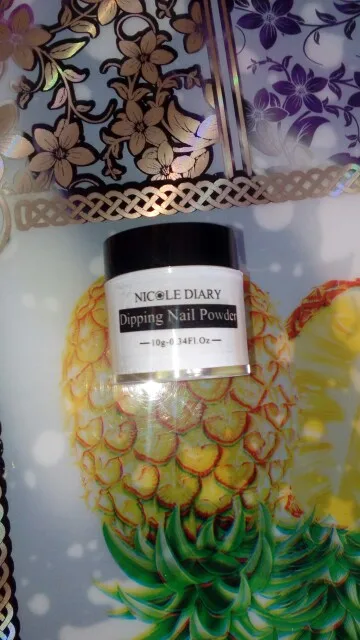 NICOLE DIARY
Dipping Nail Powder
10g-0.34Fl.Oz